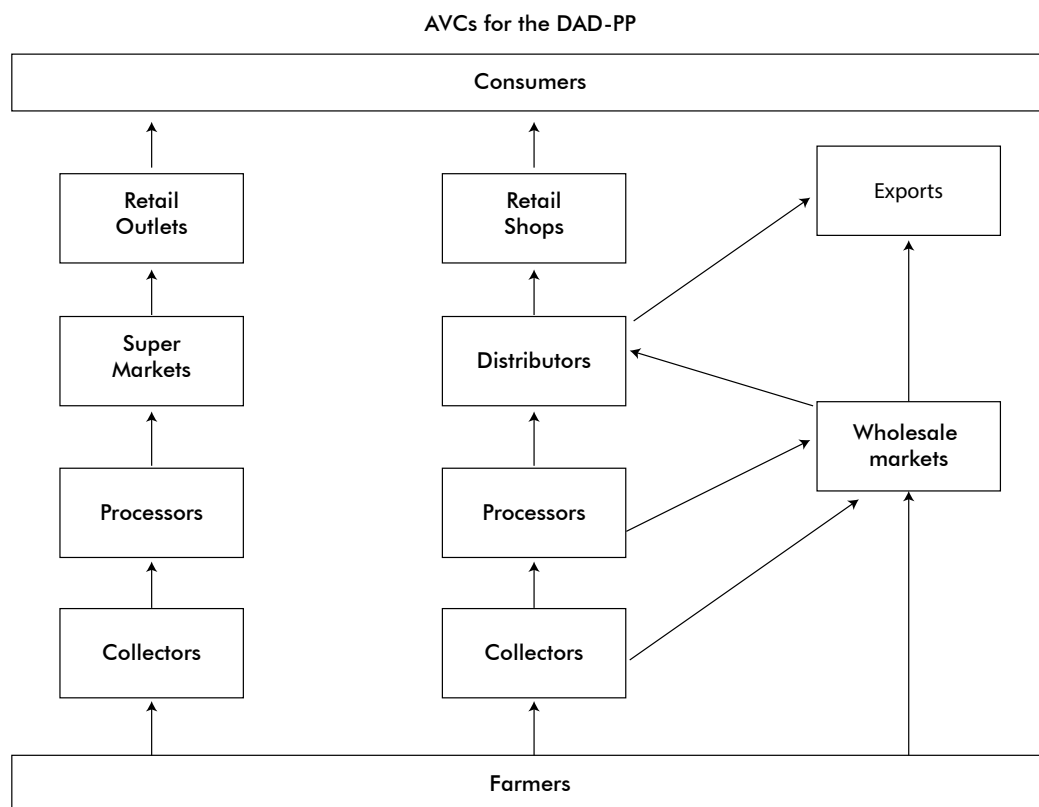 AVCs for the DAD-PP
Consumers
Retail
Outlets
Retail
Shops
Exports
Super
Markets
Distributors
Wholesale
markets
Processors
Processors
Collectors
Collectors
Farmers